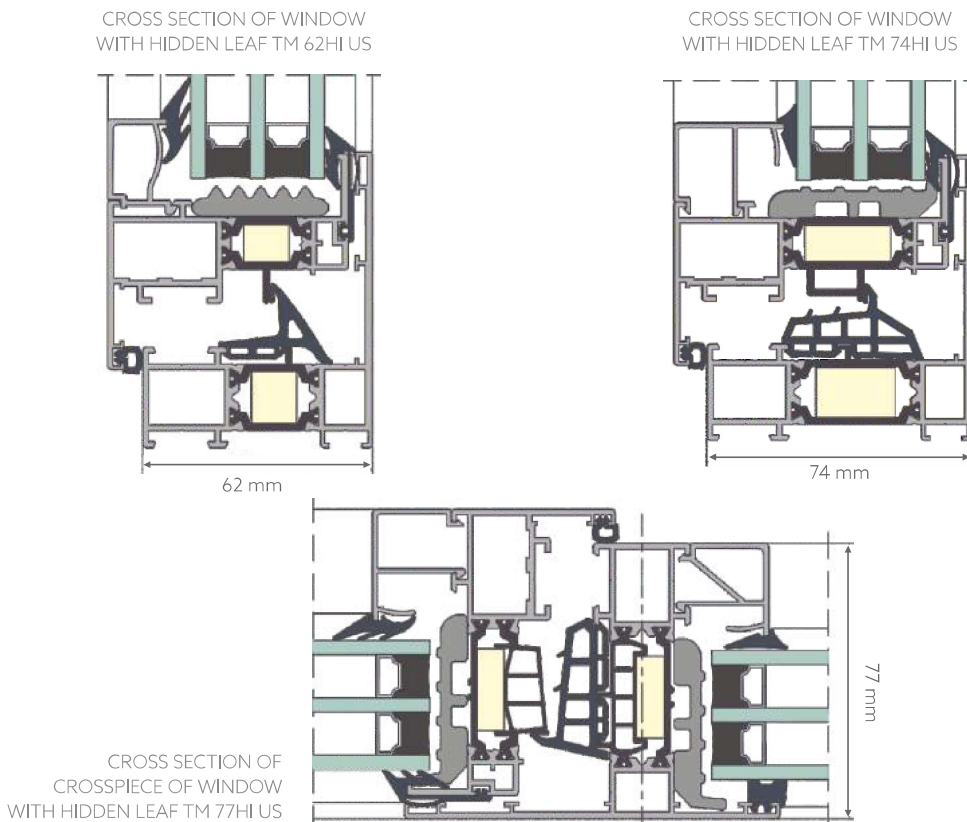 CROSS SECTION OF WINDOW
WITH HIDDEN LEAF TM 62HI US
CROSS SECTION OF WINDOW
WITH HIDDEN LEAF TM 74HI US
62 mm
74 mm
77 mm
CROSS SECTION OF
CROSSPIECE OF WINDOW
WITH HIDDEN LEAF TM 77HI US